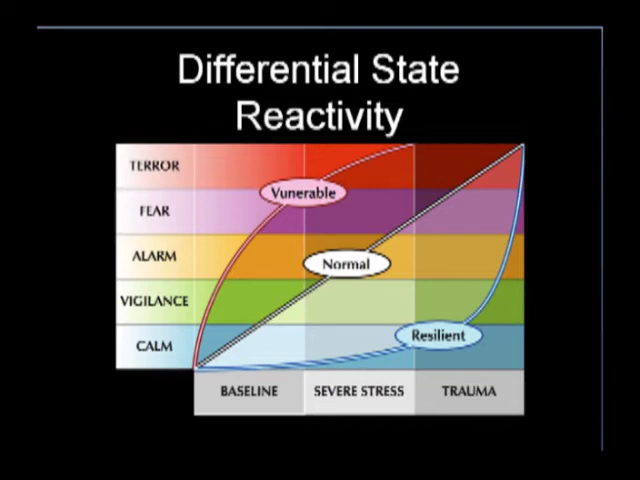 Differential State
Reactivity
TERROR
Vunerable
FEAR
ALARM
Normal
VIGILANCE
Resilient
CALM
BASELINE
SEVERE STRESS
TRAUMA